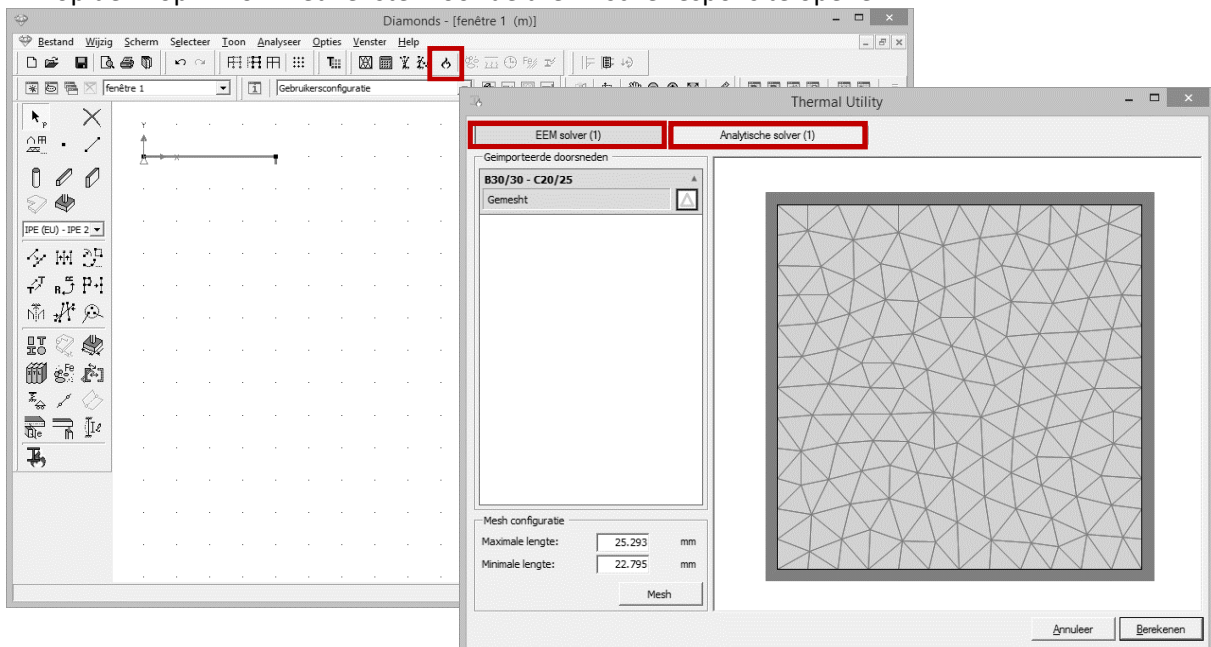 Diamonds - [fenêtre 1 (m)]
Bestand Wijzig Scherm Selecteer Toon Analyseer Opties Venster Help
fenêtre 1
Gebruikersconfiguratie
IPE (EU) - IPE 2
Thermal Utility
EEM solver (1)
Analytische solver (1)
Geïmporteerde doorsneden
B30/30 - C20/25
Gemesht
Mesh configuratie
Maximale lengte: 25.293 mm
Minimale lengte: 22.795 mm
Mesh
Annuleer
Berekenen